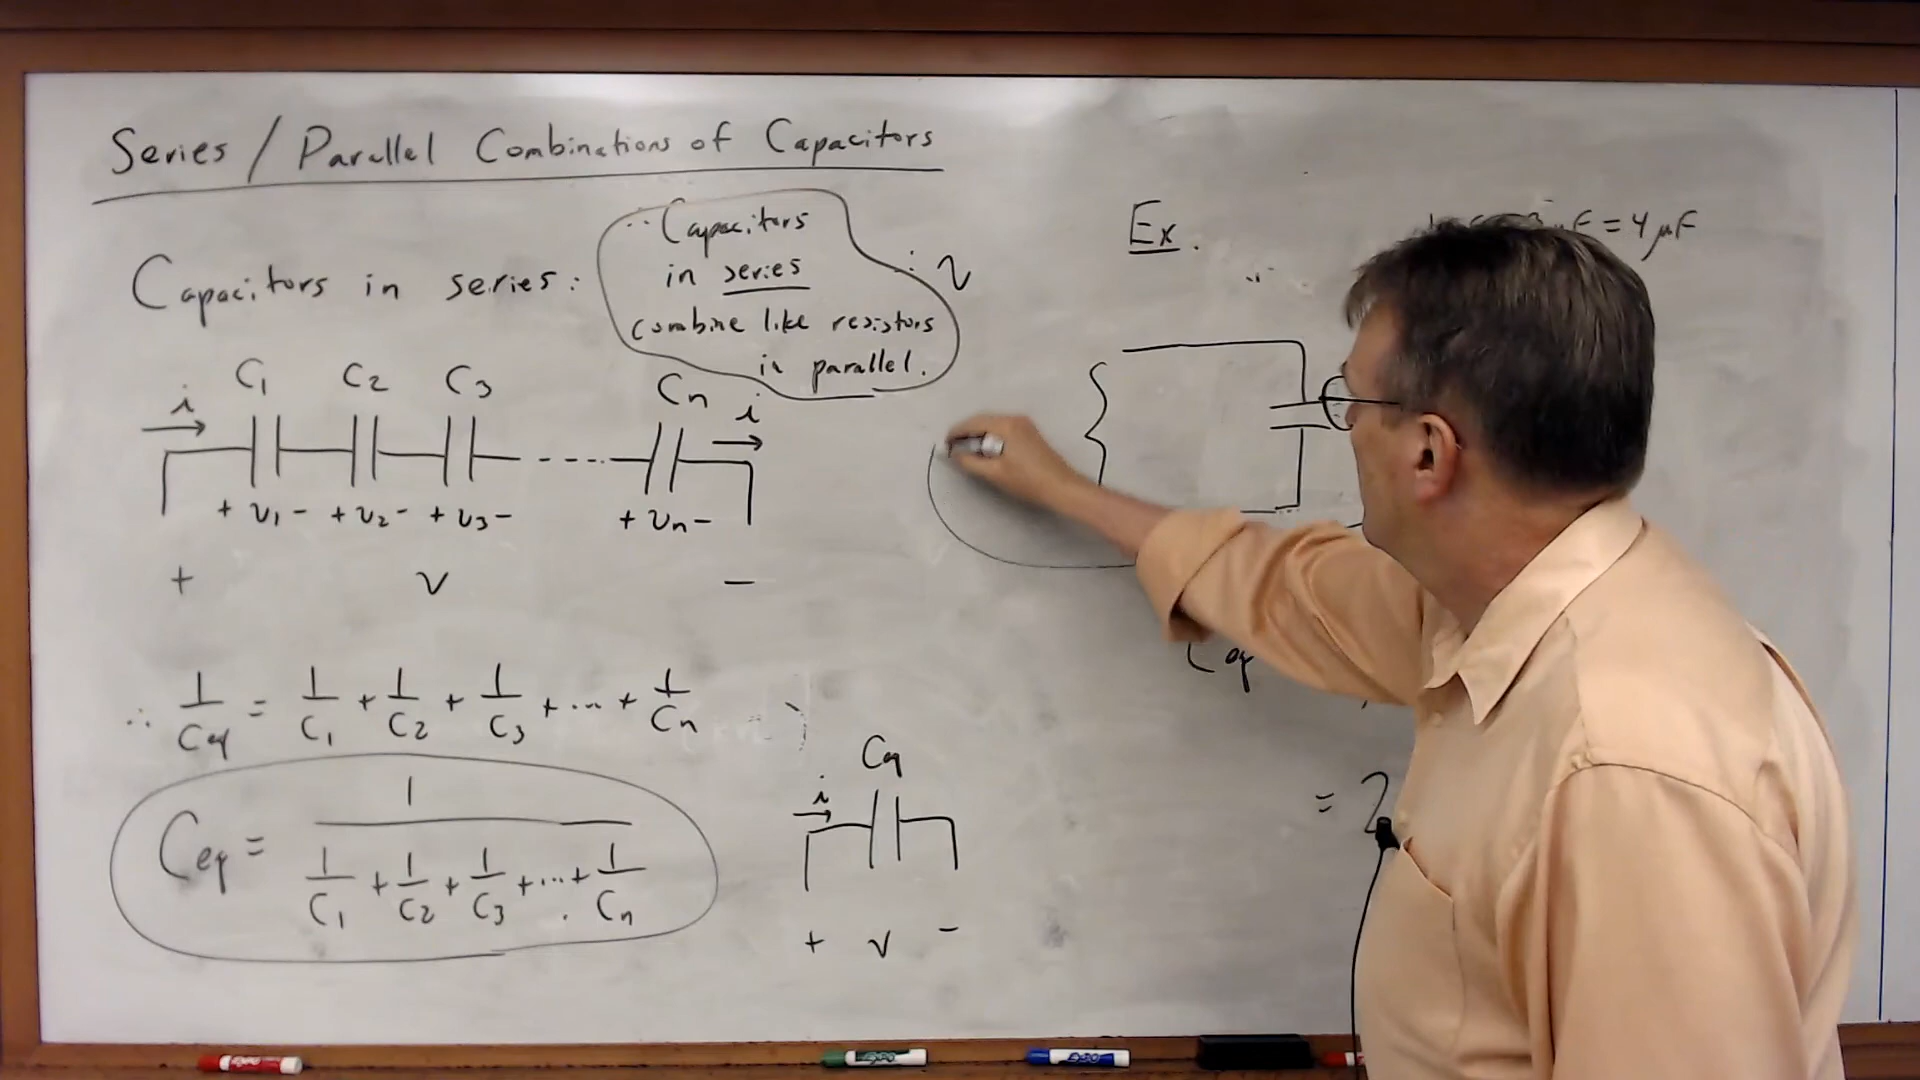 Series / Parallel Combinations of Capacitors
Capacitors in series:
∴ Capacitors
in series
combine like resistors
in parallel.
C1 C2 C3 Cn
i i
+ v1 - + v2 - + v3 - + vn -
+ v -
∴ 1/Ceq = 1/C1 + 1/C2 + 1/C3 + ... + 1/Cn
Ceq = 1 / (1/C1 + 1/C2 + 1/C3 + ... + 1/Cn)
Ceq
i
+ v -
Ex.
= 4 μF
Ceq
= 2